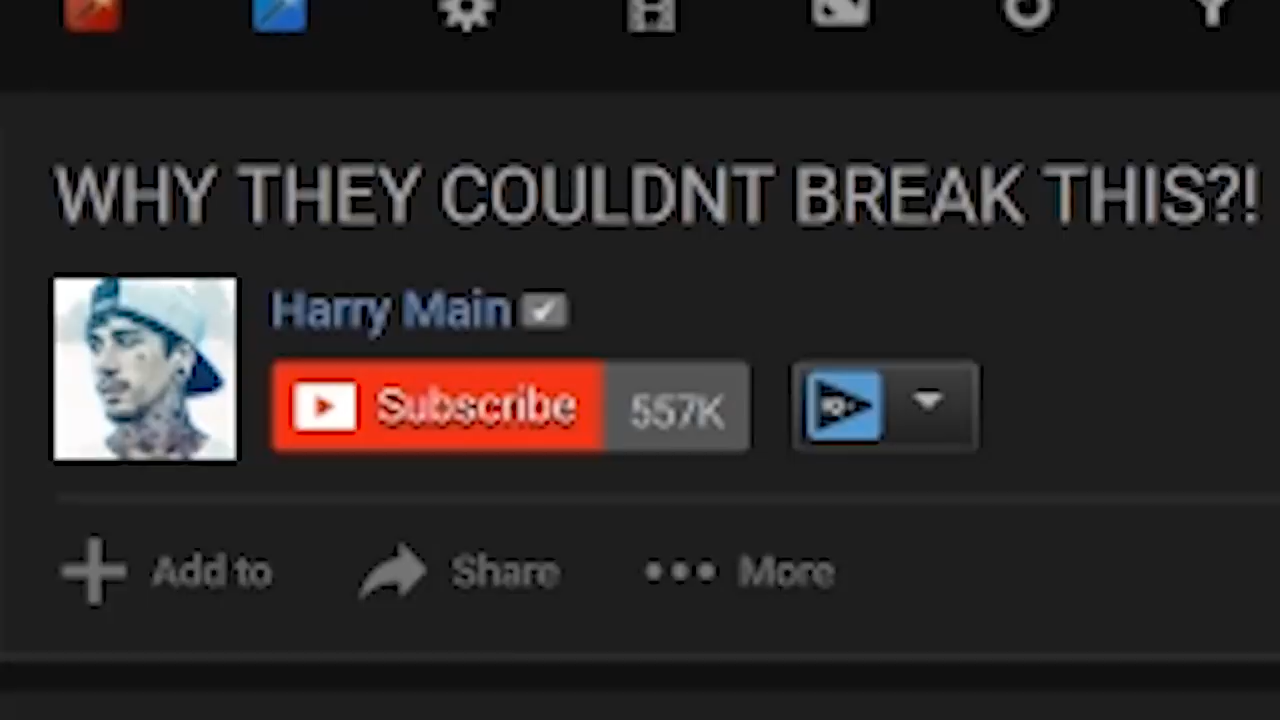 WHY THEY COULDNT BREAK THIS?!
Harry Main
Subscribe 557K
Add to Share More